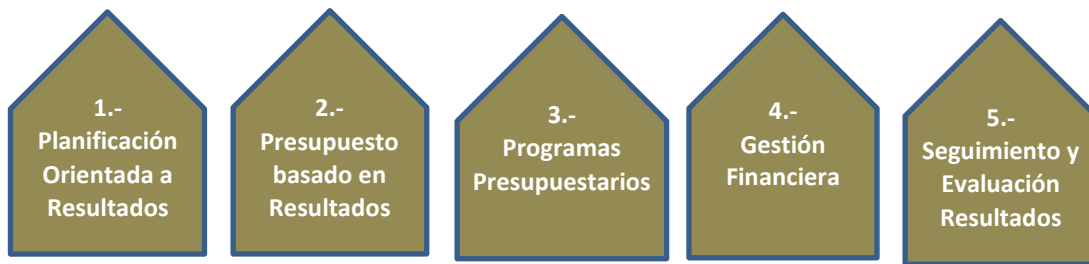 1.-
Planificación
Orientada a
Resultados
2.-
Presupuesto
basado en
Resultados
3.-
Programas
Presupuestarios
4.-
Gestión
Financiera
5.-
Seguimiento y
Evaluación
Resultados